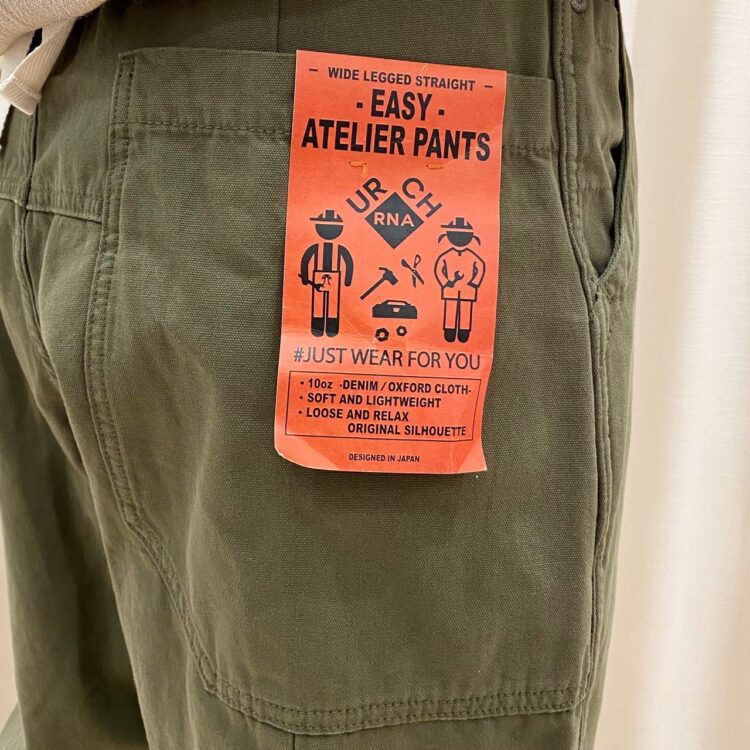 - WIDE LEGGED STRAIGHT -
- EASY -
ATELIER PANTS
UR CH
RNA
#JUST WEAR FOR YOU
• 10oz -DENIM / OXFORD CLOTH-
• SOFT AND LIGHTWEIGHT
• LOOSE AND RELAX
ORIGINAL SILHOUETTE
DESIGNED IN JAPAN